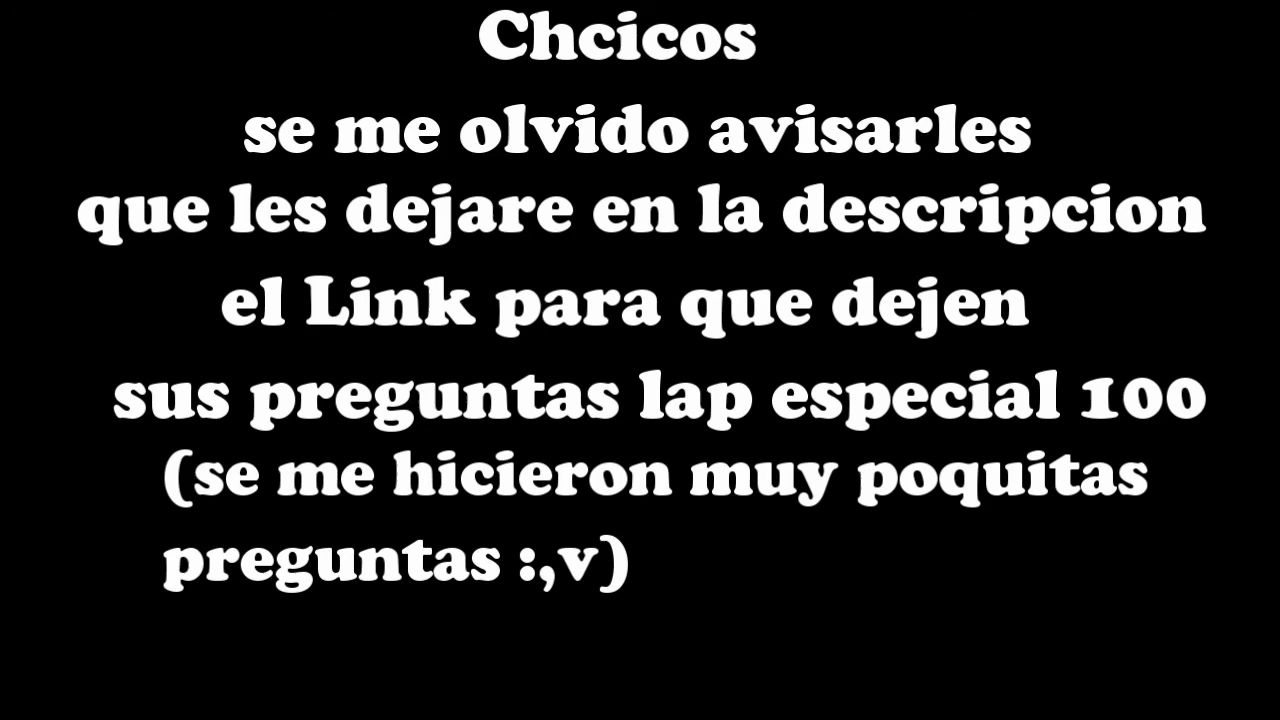 Chcicos
se me olvido avisarles
que les dejare en la descripcion
el Link para que dejen
sus preguntas lap especial 100
(se me hicieron muy poquitas
preguntas :,v)